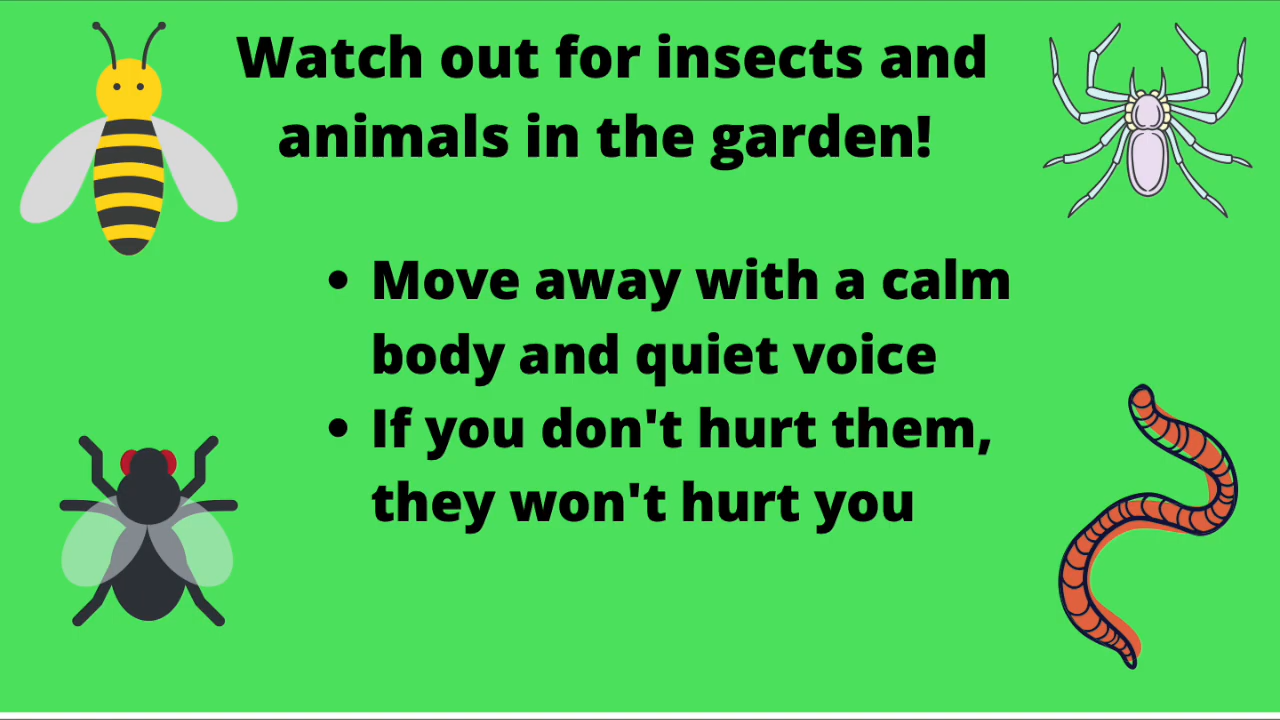 Watch out for insects and
animals in the garden!
• Move away with a calm
body and quiet voice
• If you don't hurt them,
they won't hurt you